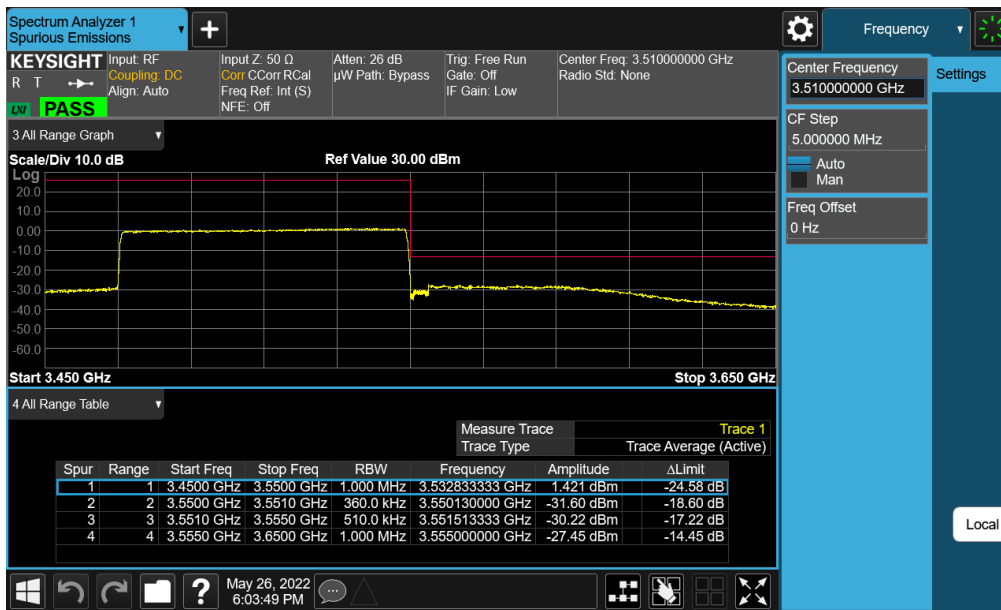 Spectrum Analyzer 1
Spurious Emissions
+
Frequency
KEYSIGHT Input: RF Input Z: 50 Ω Atten: 26 dB Trig: Free Run Center Freq: 3.510000000 GHz
R T Coupling: DC Corr CCorr RCal µW Path: Bypass Gate: Off Radio Std: None
Align: Auto Freq Ref: Int (S) IF Gain: Low
LXI PASS NFE: Off
Center Frequency
3.510000000 GHz
Settings
CF Step
5.000000 MHz
Auto
Man
Freq Offset
0 Hz
3 All Range Graph
Scale/Div 10.0 dB Ref Value 30.00 dBm
Log
20.0
10.0
0.00
-10.0
-20.0
-30.0
-40.0
-50.0
-60.0
Start 3.450 GHz Stop 3.650 GHz
4 All Range Table
Measure Trace Trace 1
Trace Type Trace Average (Active)
Spur Range Start Freq Stop Freq RBW Frequency Amplitude ΔLimit
1 1 3.4500 GHz 3.5500 GHz 1.000 MHz 3.532833333 GHz 1.421 dBm -24.58 dB
2 2 3.5500 GHz 3.5510 GHz 360.0 kHz 3.550130000 GHz -31.60 dBm -18.60 dB
3 3 3.5510 GHz 3.5550 GHz 510.0 kHz 3.551513333 GHz -30.22 dBm -17.22 dB
4 4 3.5550 GHz 3.6500 GHz 1.000 MHz 3.555000000 GHz -27.45 dBm -14.45 dB
Local
?
May 26, 2022
6:03:49 PM